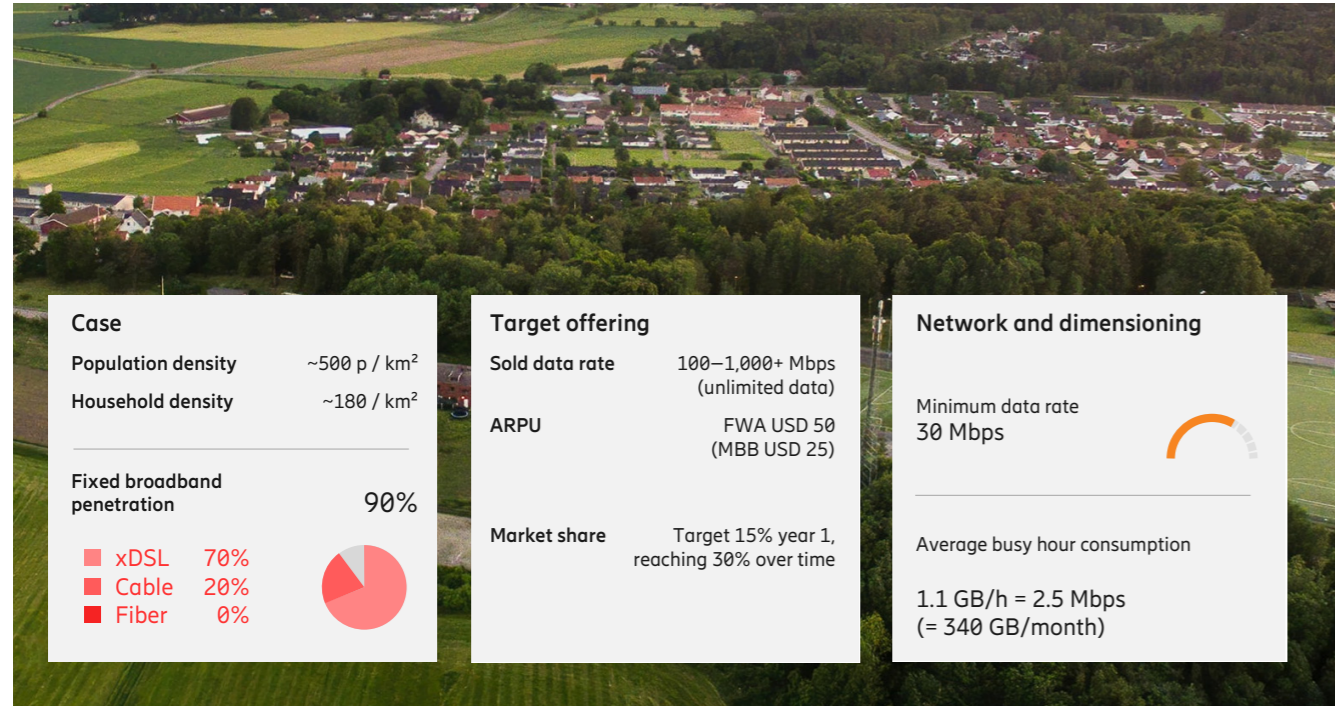 Case
Population density ~500 p / km²
Household density ~180 / km²
Fixed broadband
penetration 90%
xDSL 70%
Cable 20%
Fiber 0%
Target offering
Sold data rate 100–1,000+ Mbps
(unlimited data)
ARPU FWA USD 50
(MBB USD 25)
Market share Target 15% year 1,
reaching 30% over time
Network and dimensioning
Minimum data rate
30 Mbps
Average busy hour consumption
1.1 GB/h = 2.5 Mbps
(= 340 GB/month)